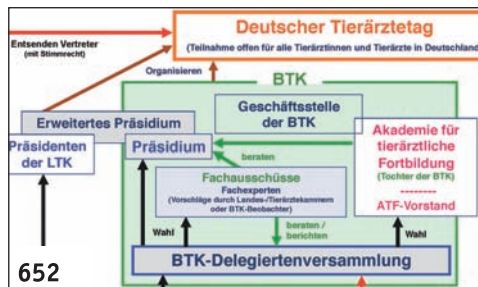 Deutscher Tierärztetag
(Teilnahme offen für alle Tierärztinnen und Tierärzte in Deutschland
Entsenden Vertreter
(mit Stimmrecht)
Organisieren
BTK
Geschäftsstelle
der BTK
Erweitertes Präsidium
Präsidenten
der LTK
Präsidium
beraten
Akademie für
tierärztliche
Fortbildung
(Tochter der BTK)
--------
ATF-Vorstand
Fachausschüsse
Fachexperten
(Vorschläge durch Landes-/Tierärztekammern
oder BTK-Beobachter)
Wahl
beraten /
berichten
Wahl
BTK-Delegiertenversammlung
652